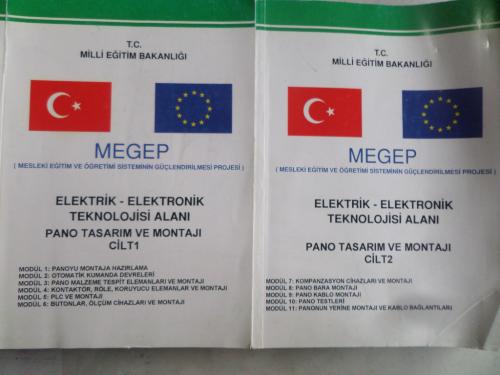 T.C.
MİLLİ EĞİTİM BAKANLIĞI
MEGEP
( MESLEKİ EĞİTİM VE ÖĞRETİMİ SİSTEMİNİN GÜÇLENDİRİLMESİ PROJESİ )
ELEKTRİK - ELEKTRONİK
TEKNOLOJİSİ ALANI
PANO TASARIM VE MONTAJI
CİLT1
MODÜL 1: PANOYU MONTAJA HAZIRLAMA
MODÜL 2: OTOMATİK KUMANDA DEVRELERİ
MODÜL 3: PANO MALZEME TESPİT ELEMANLARI VE MONTAJI
MODÜL 4: KONTAKTÖR, RÖLE, KORUYUCU ELEMANLAR VE MONTAJI
MODÜL 5: PLC VE MONTAJI
MODÜL 6: BUTONLAR, ÖLÇÜM CİHAZLARI VE MONTAJI
T.C.
MİLLİ EĞİTİM BAKANLIĞI
MEGEP
( MESLEKİ EĞİTİM VE ÖĞRETİMİ SİSTEMİNİN GÜÇLENDİRİLMESİ PROJESİ )
ELEKTRİK - ELEKTRONİK
TEKNOLOJİSİ ALANI
PANO TASARIM VE MONTAJI
CİLT2
MODÜL 7: KOMPANZASYON CİHAZLARI VE MONTAJI
MODÜL 8: PANO BARA MONTAJI
MODÜL 9: PANO KABLO MONTAJI
MODÜL 10: PANO TESTLERİ
MODÜL 11: PANONUN YERİNE MONTAJI VE KABLO BAĞLANTILARI